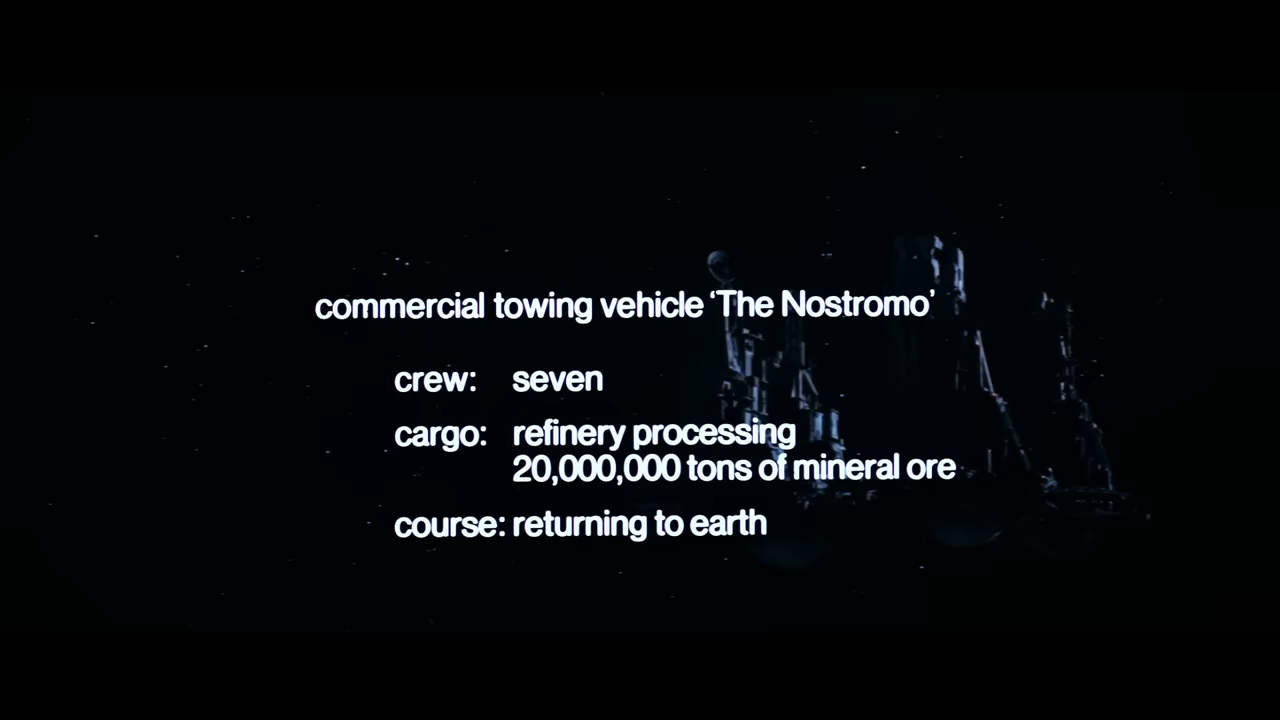 commercial towing vehicle ‘The Nostromo’
crew: seven
cargo: refinery processing
20,000,000 tons of mineral ore
course: returning to earth